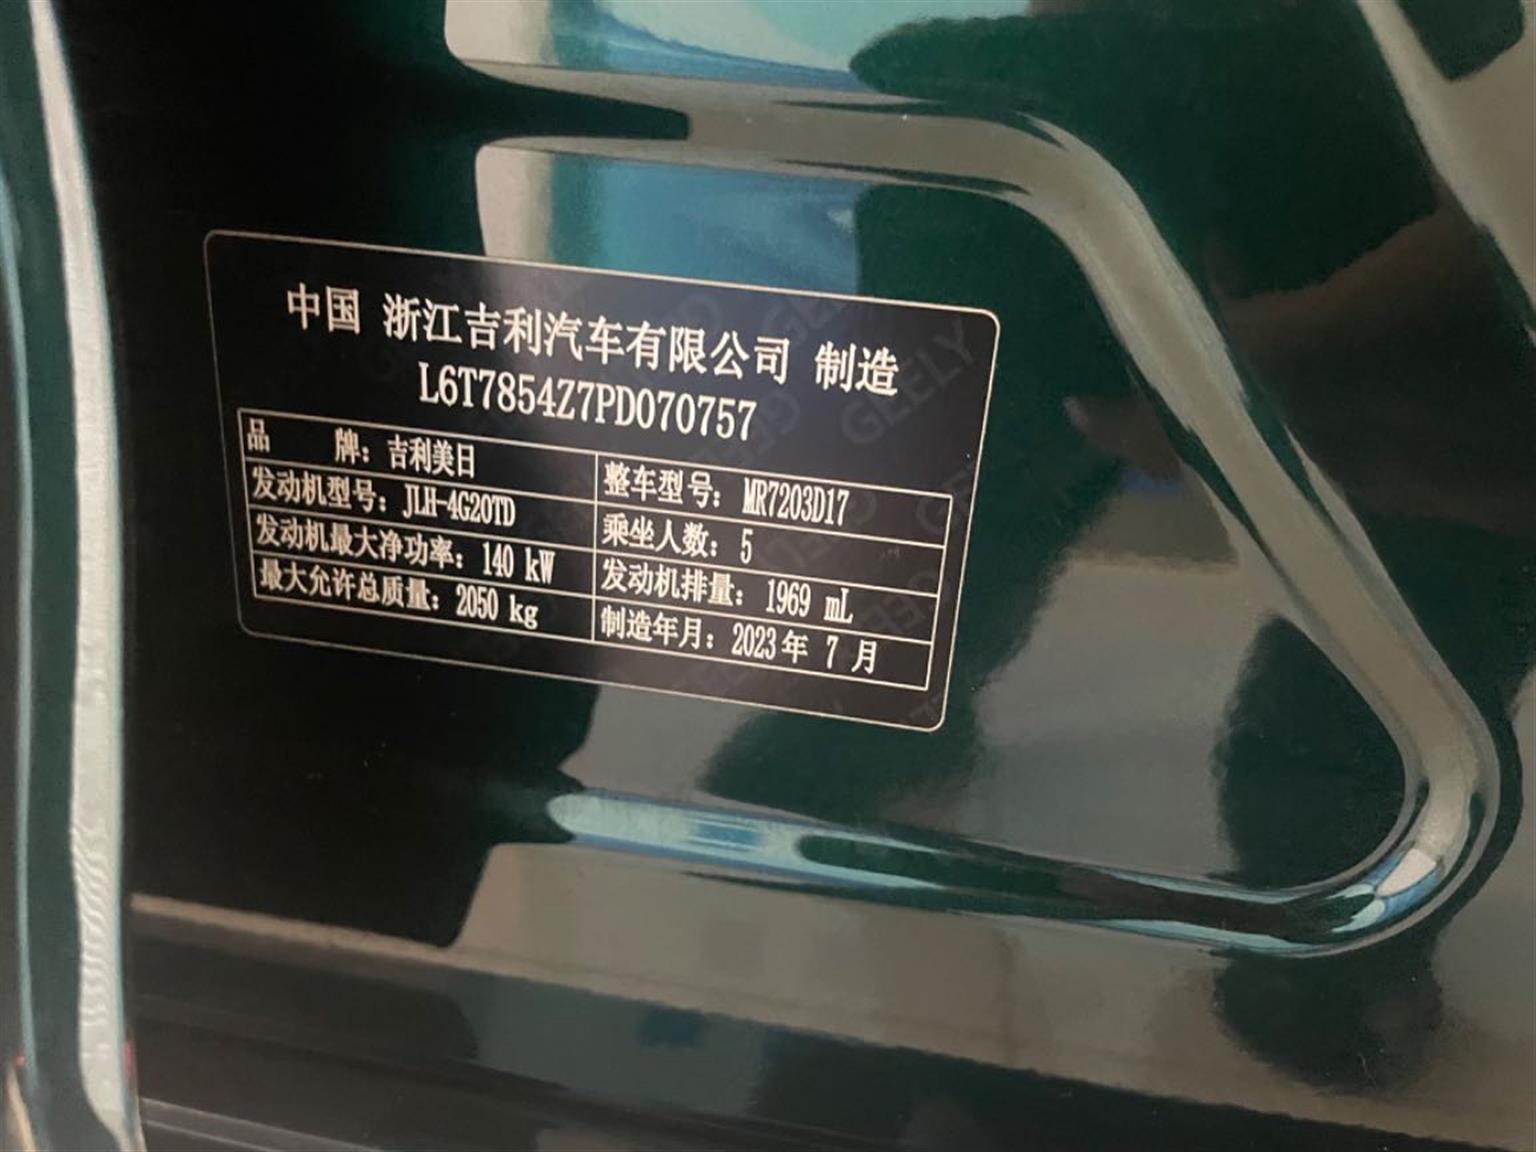 中国 浙江吉利汽车有限公司 制造
L6T7854Z7PD070757
品 牌：吉利美日
整车型号：MR7203D17
发动机型号：JLH-4G20TD
乘坐人数：5
发动机最大净功率：140 kW
发动机排量：1969 mL
最大允许总质量：2050 kg
制造年月：2023年 7 月
GEELY